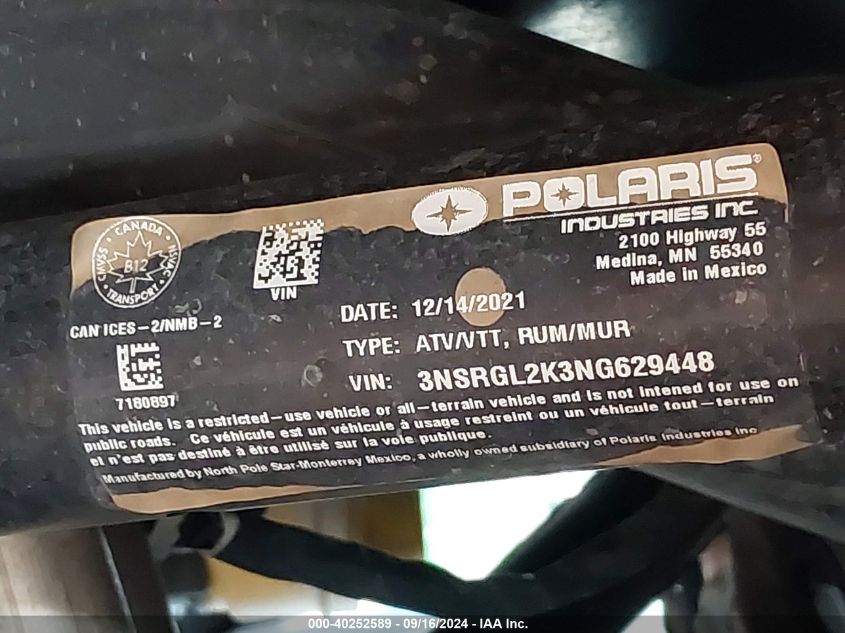 POLARIS®
INDUSTRIES INC.
2100 Highway 55
Medina, MN 55340
Made in Mexico
CANADA
CMVSS
NSVAC
B12
TRANSPORT
VIN
CAN ICES-2/NMB-2
7180897
DATE: 12/14/2021
TYPE: ATV/VTT, RUM/MUR
VIN: 3NSRGL2K3NG629448
This vehicle is a restricted-use vehicle or all-terrain vehicle and is not intened for use on
public roads. Ce véhicule est un véhicule à usage restreint ou un véhicule tout-terrain
et n'est pas destiné à être utilisé sur la voie publique.
Manufactured by North Pole Star-Monterrey Mexico, a wholly owned subsidiary of Polaris Industries Inc
000-40252589 - 09/16/2024 - IAA Inc.